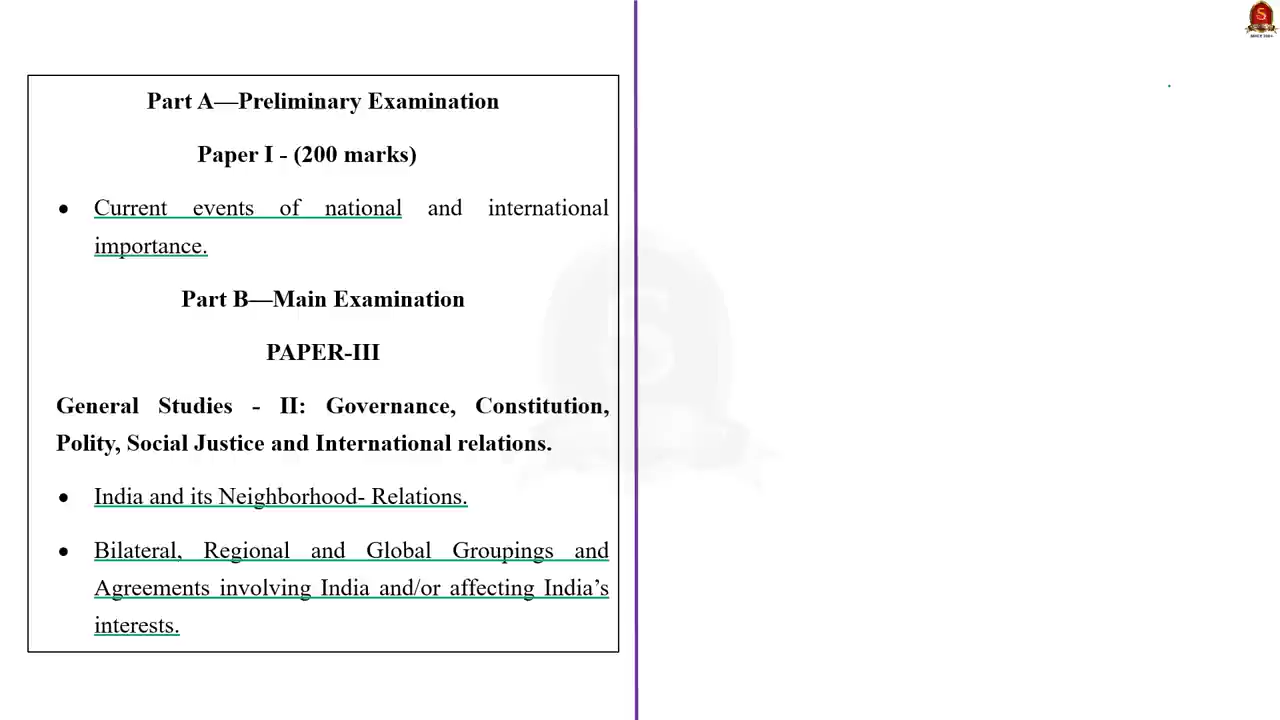 Part A—Preliminary Examination
Paper I - (200 marks)
● Current events of national and international
importance.
Part B—Main Examination
PAPER-III
General Studies - II: Governance, Constitution,
Polity, Social Justice and International relations.
● India and its Neighborhood- Relations.
● Bilateral, Regional and Global Groupings and
Agreements involving India and/or affecting India’s
interests.
S